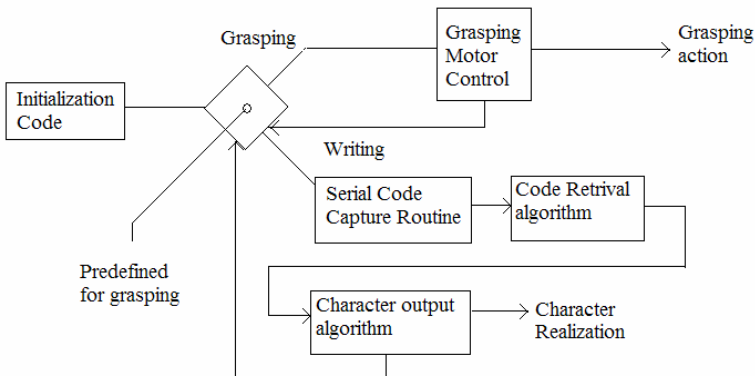 Grasping
Grasping
Motor
Control
Grasping
action
Initialization
Code
Writing
Serial Code
Capture Routine
Code Retrival
algorithm
Predefined
for grasping
Character output
algorithm
Character
Realization